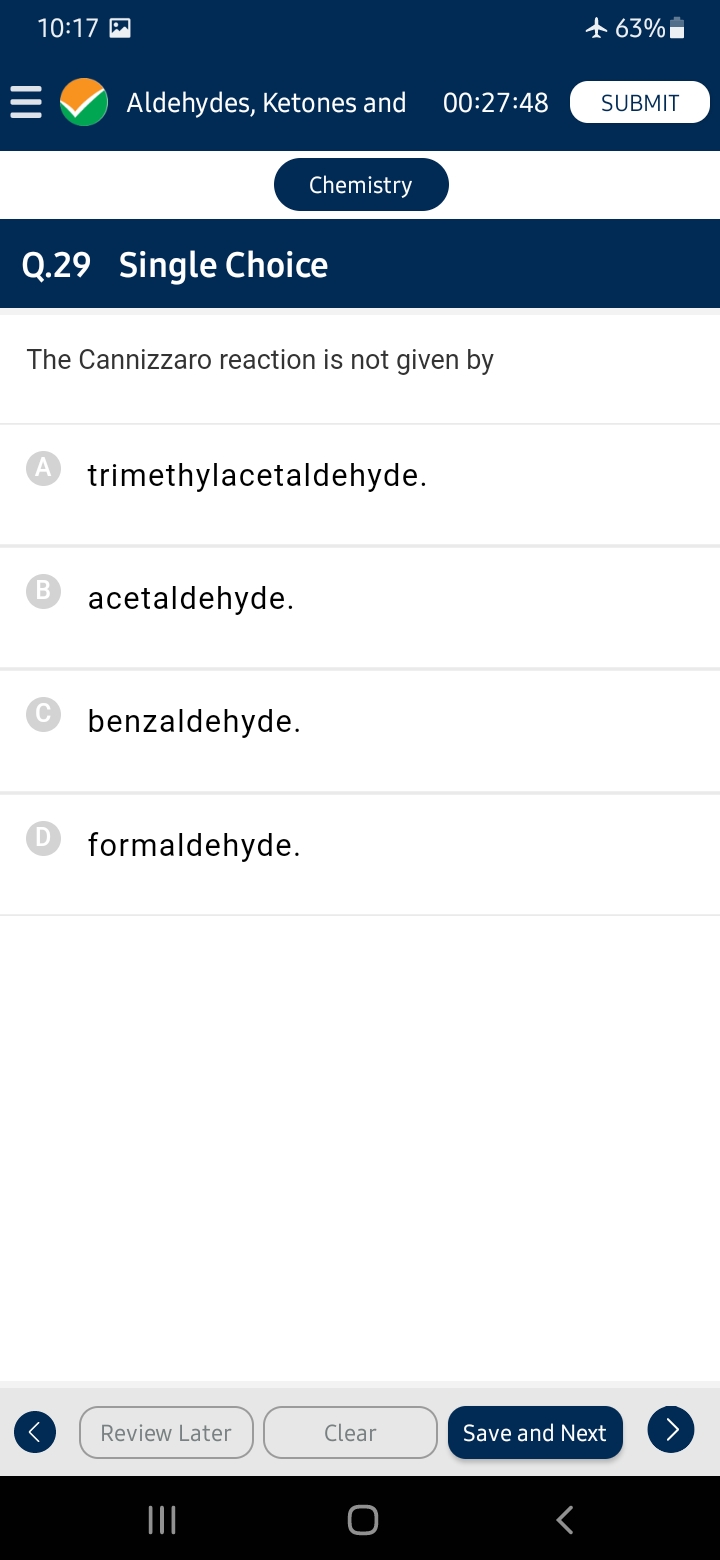 10:17 63%
Aldehydes, Ketones and 00:27:48 SUBMIT
Chemistry
Q.29 Single Choice
The Cannizzaro reaction is not given by
A trimethylacetaldehyde.
B acetaldehyde.
C benzaldehyde.
D formaldehyde.
Review Later Clear Save and Next